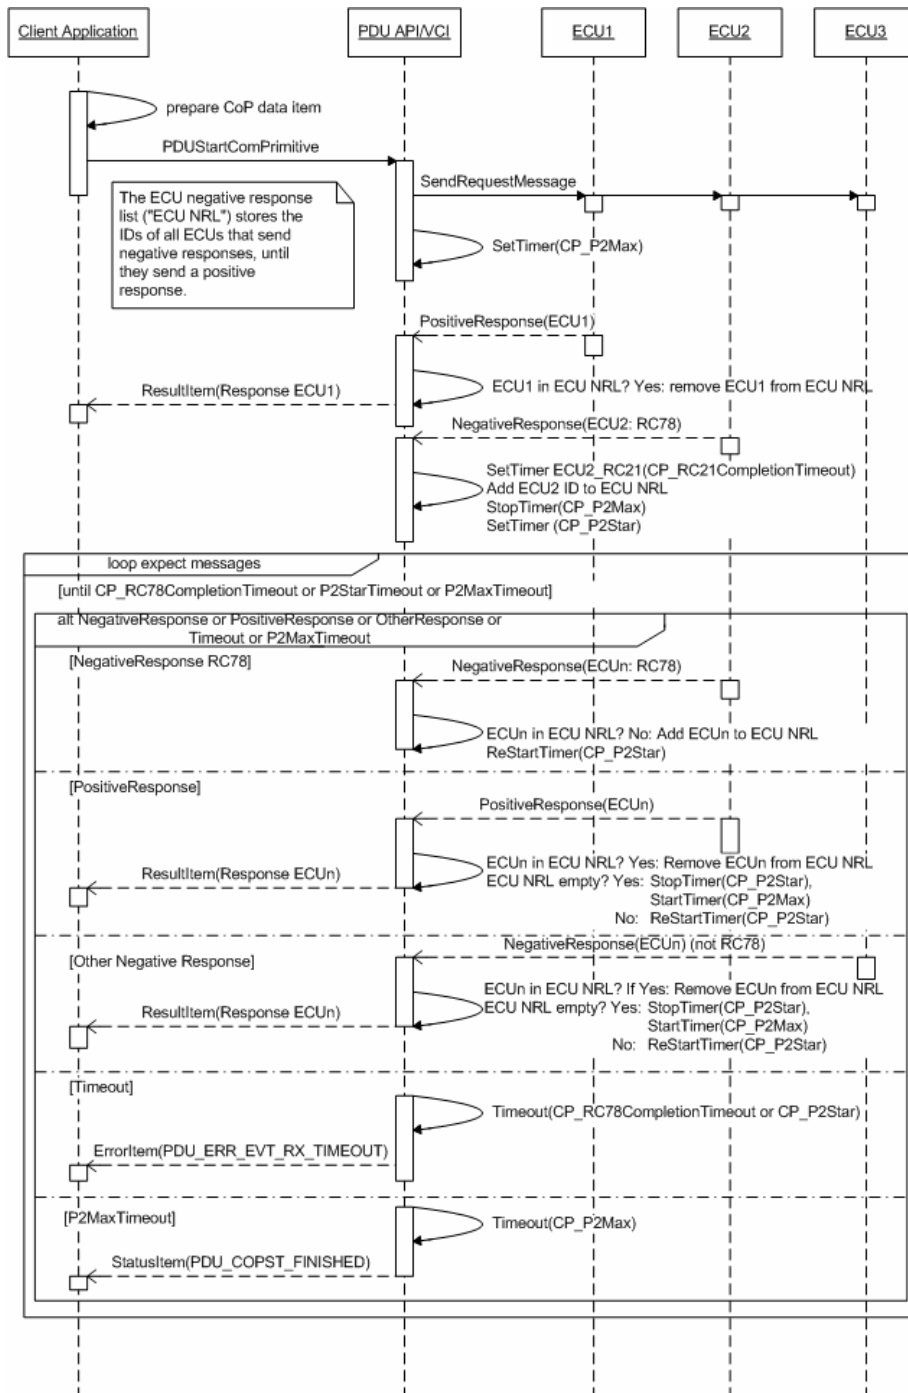 Client Application
PDU API/VCI
ECU1
ECU2
ECU3
prepare CoP data item
PDUStartComPrimitive
SendRequestMessage
The ECU negative response
list ("ECU NRL") stores the
IDs of all ECUs that send
negative responses, until
they send a positive
response.
SetTimer(CP_P2Max)
PositiveResponse(ECU1)
ECU1 in ECU NRL? Yes: remove ECU1 from ECU NRL
ResultItem(Response ECU1)
NegativeResponse(ECU2: RC78)
SetTimer ECU2_RC21(CP_RC21CompletionTimeout)
Add ECU2 ID to ECU NRL
StopTimer(CP_P2Max)
SetTimer (CP_P2Star)
loop expect messages
[until CP_RC78CompletionTimeout or P2StarTimeout or P2MaxTimeout]
alt NegativeResponse or PositiveResponse or OtherResponse or
Timeout or P2MaxTimeout
[NegativeResponse RC78]
NegativeResponse(ECUn: RC78)
ECUn in ECU NRL? No: Add ECUn to ECU NRL
ReStartTimer(CP_P2Star)
[PositiveResponse]
PositiveResponse(ECUn)
ECUn in ECU NRL? Yes: Remove ECUn from ECU NRL
ResultItem(Response ECUn)
ECU NRL empty? Yes: StopTimer(CP_P2Star),
StartTimer(CP_P2Max)
No: ReStartTimer(CP_P2Star)
NegativeResponse(ECUn) (not RC78)
[Other Negative Response]
ECUn in ECU NRL? If Yes: Remove ECUn from ECU NRL
ResultItem(Response ECUn)
ECU NRL empty? Yes: StopTimer(CP_P2Star),
StartTimer(CP_P2Max)
No: ReStartTimer(CP_P2Star)
[Timeout]
Timeout(CP_RC78CompletionTimeout or CP_P2Star)
ErrorItem(PDU_ERR_EVT_RX_TIMEOUT)
[P2MaxTimeout]
Timeout(CP_P2Max)
StatusItem(PDU_COPST_FINISHED)